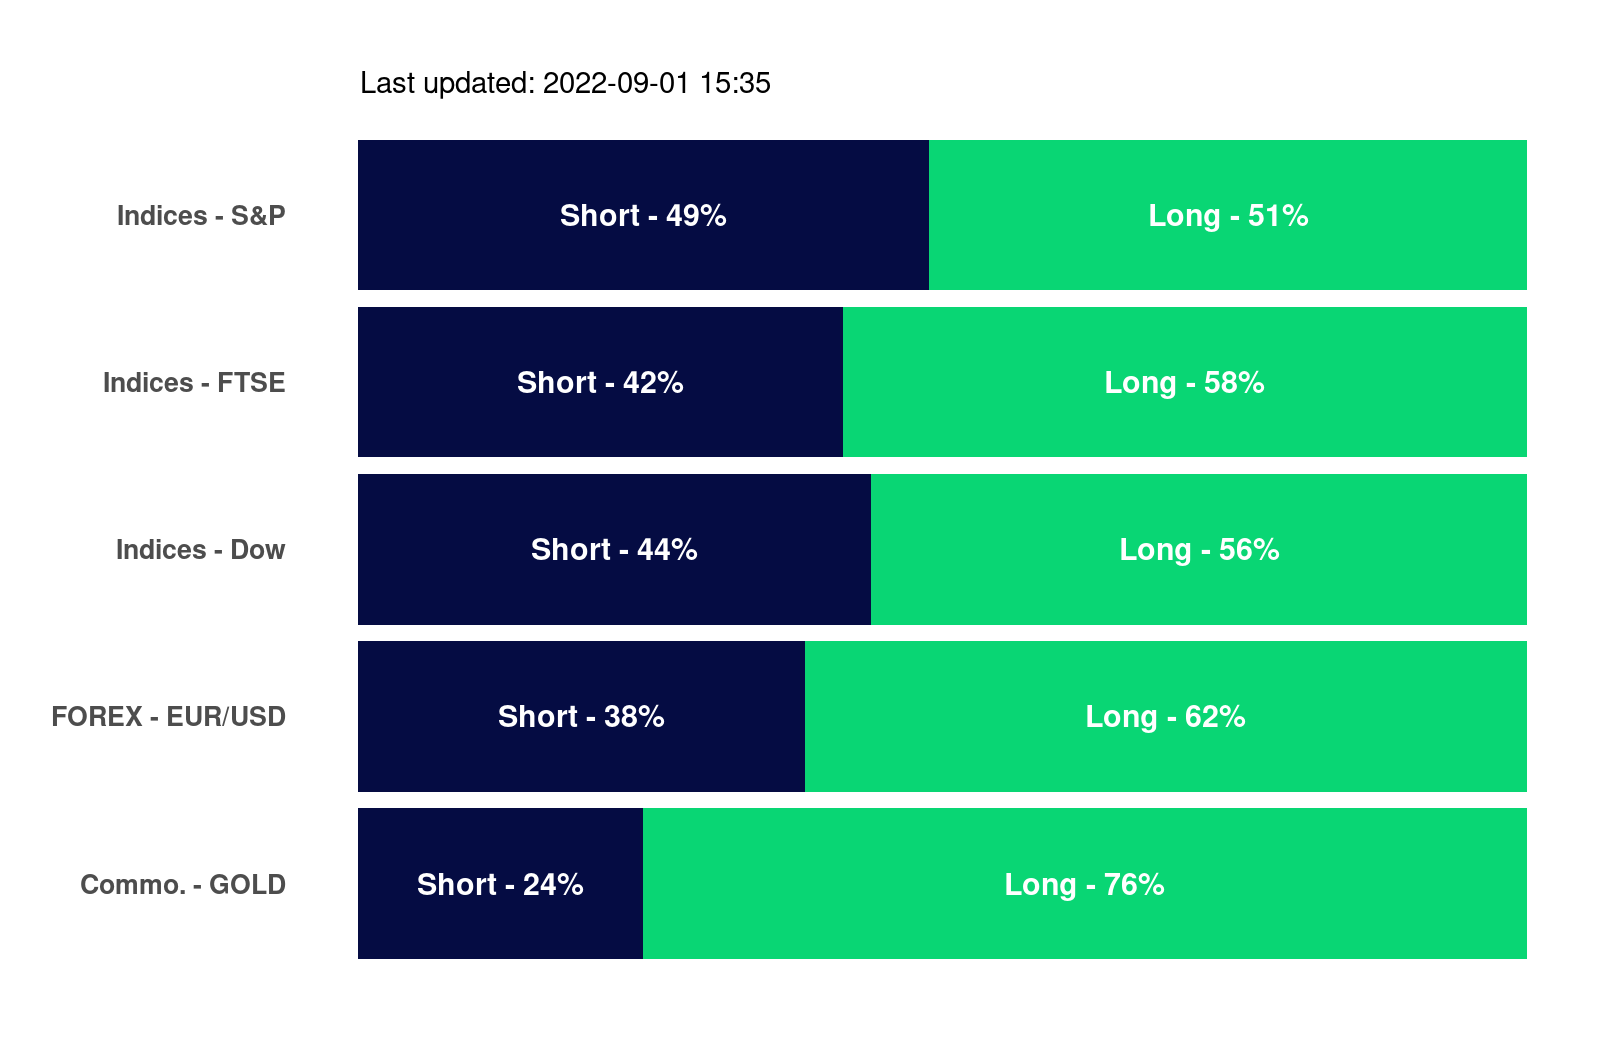 Last updated: 2022-09-01 15:35
Indices - S&P Short - 49% Long - 51%
Indices - FTSE Short - 42% Long - 58%
Indices - Dow Short - 44% Long - 56%
FOREX - EUR/USD Short - 38% Long - 62%
Commo. - GOLD Short - 24% Long - 76%